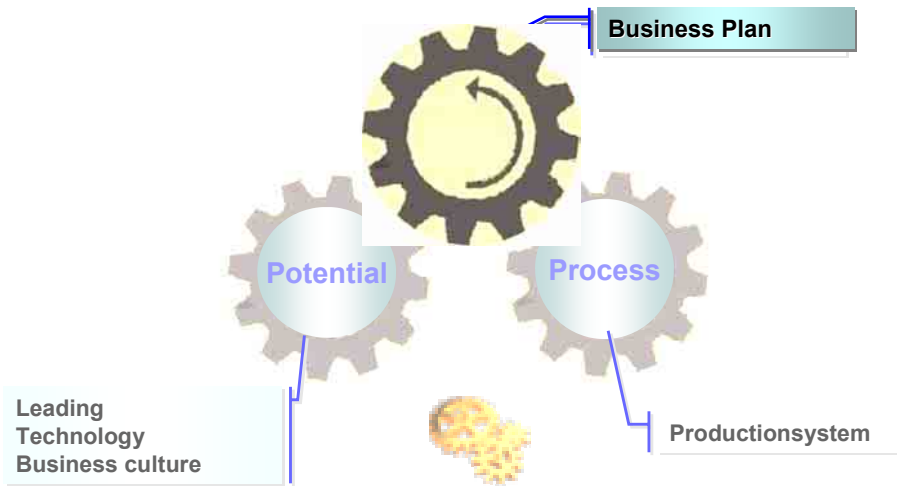 Business Plan
Potential
Process
Leading
Technology
Business culture
Productionsystem